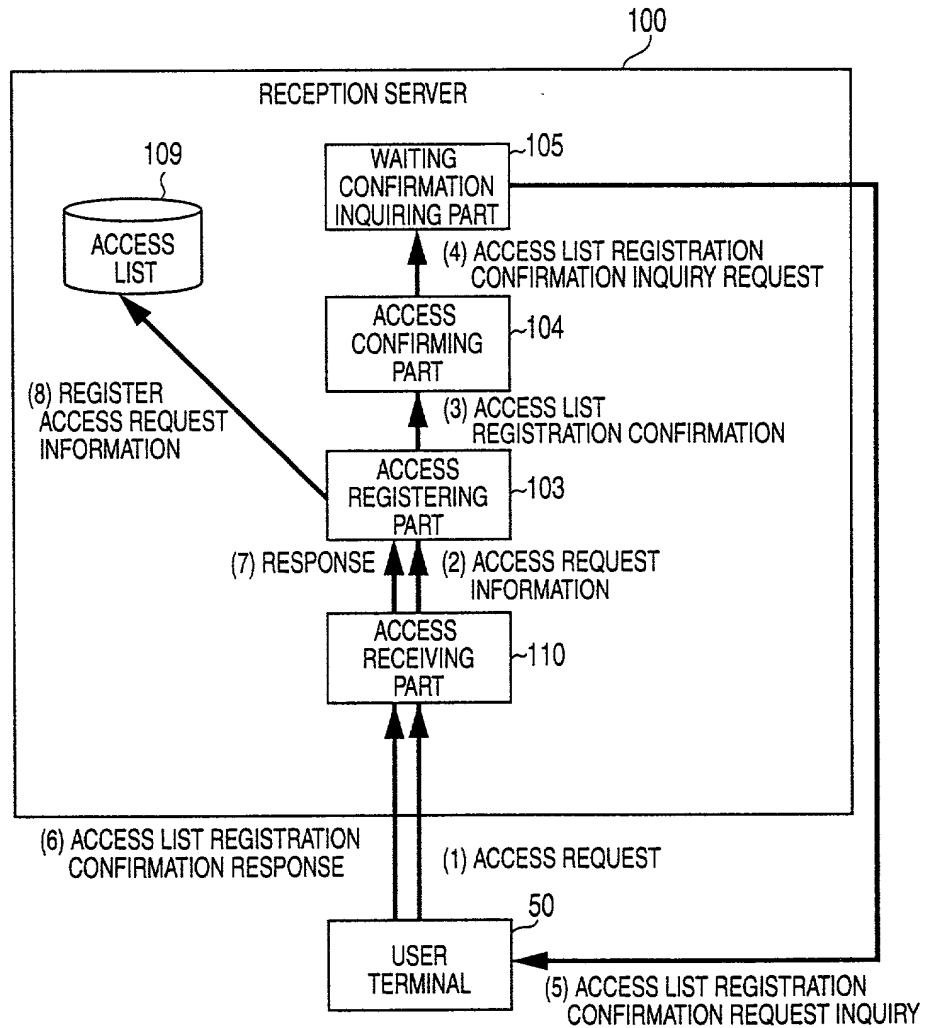 100
RECEPTION SERVER
109
ACCESS
LIST
WAITING
CONFIRMATION
INQUIRING PART
105
(4) ACCESS LIST REGISTRATION
CONFIRMATION INQUIRY REQUEST
ACCESS
CONFIRMING
PART
104
(8) REGISTER
ACCESS REQUEST
INFORMATION
(3) ACCESS LIST
REGISTRATION CONFIRMATION
ACCESS
REGISTERING
PART
103
(7) RESPONSE
(2) ACCESS REQUEST
INFORMATION
ACCESS
RECEIVING
PART
110
(6) ACCESS LIST REGISTRATION
CONFIRMATION RESPONSE
(1) ACCESS REQUEST
50
USER
TERMINAL
(5) ACCESS LIST REGISTRATION
CONFIRMATION REQUEST INQUIRY